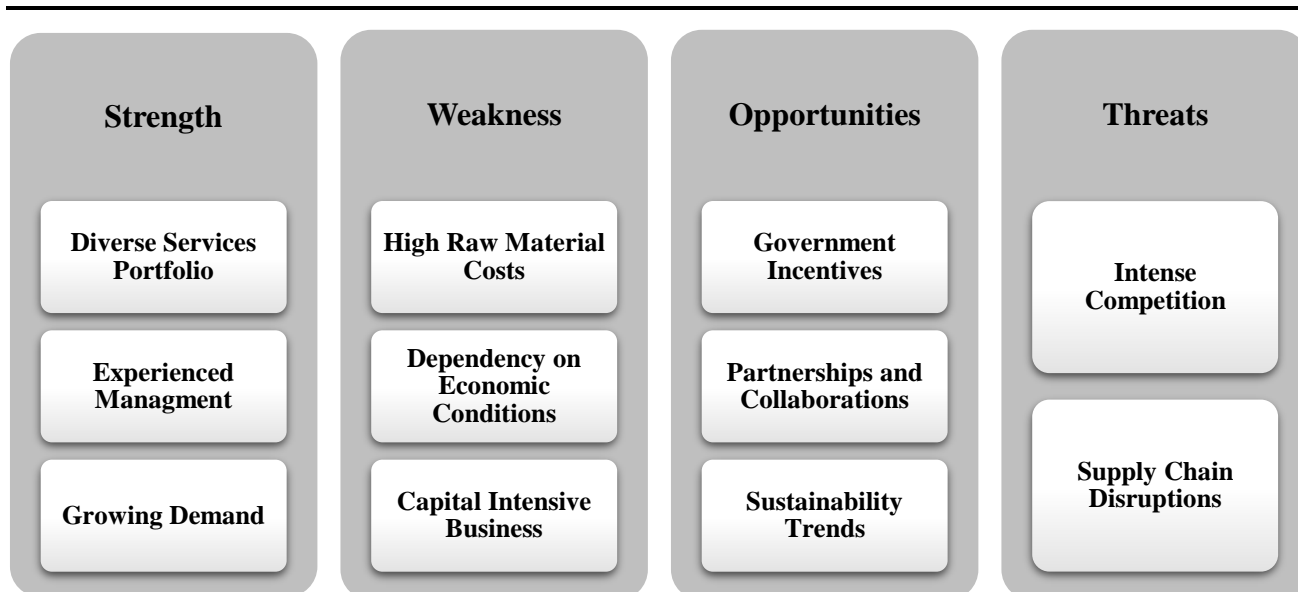 Strength
Diverse Services
Portfolio
Experienced
Managment
Growing Demand
Weakness
High Raw Material
Costs
Dependency on
Economic
Conditions
Capital Intensive
Business
Opportunities
Government
Incentives
Partnerships and
Collaborations
Sustainability
Trends
Threats
Intense
Competition
Supply Chain
Disruptions